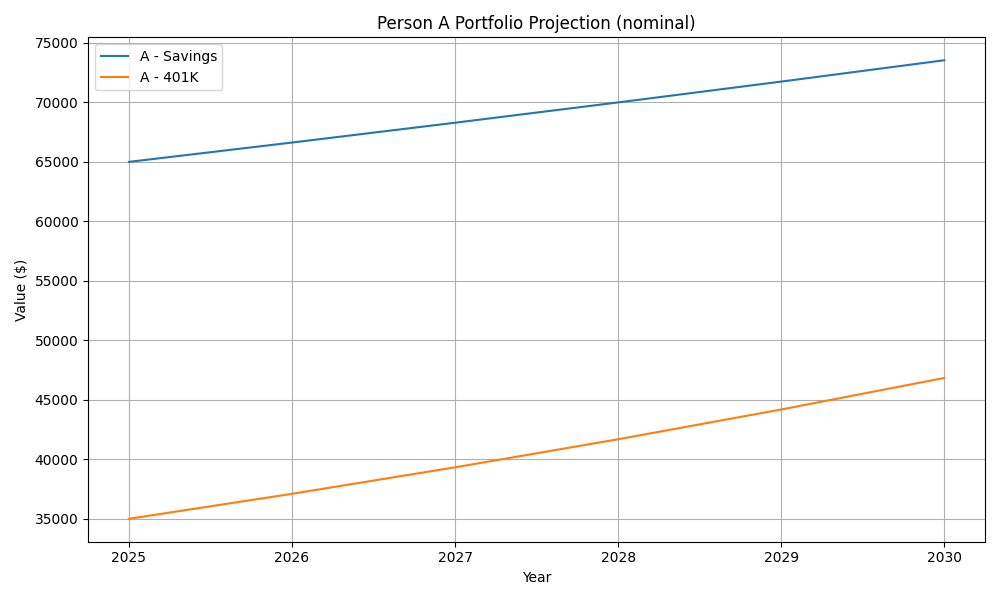 Person A Portfolio Projection (nominal)
A - Savings
A - 401K
Value ($)
75000
70000
65000
60000
55000
50000
45000
40000
35000
2025 2026 2027 2028 2029 2030
Year